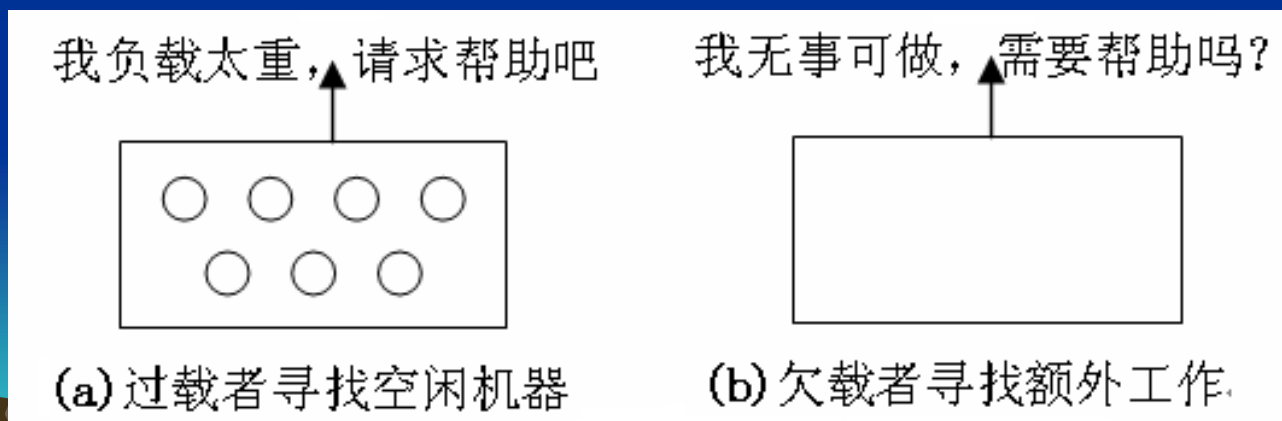 我负载太重，请求帮助吧
我无事可做，需要帮助吗？
(a)过载者寻找空闲机器
(b)欠载者寻找额外工作